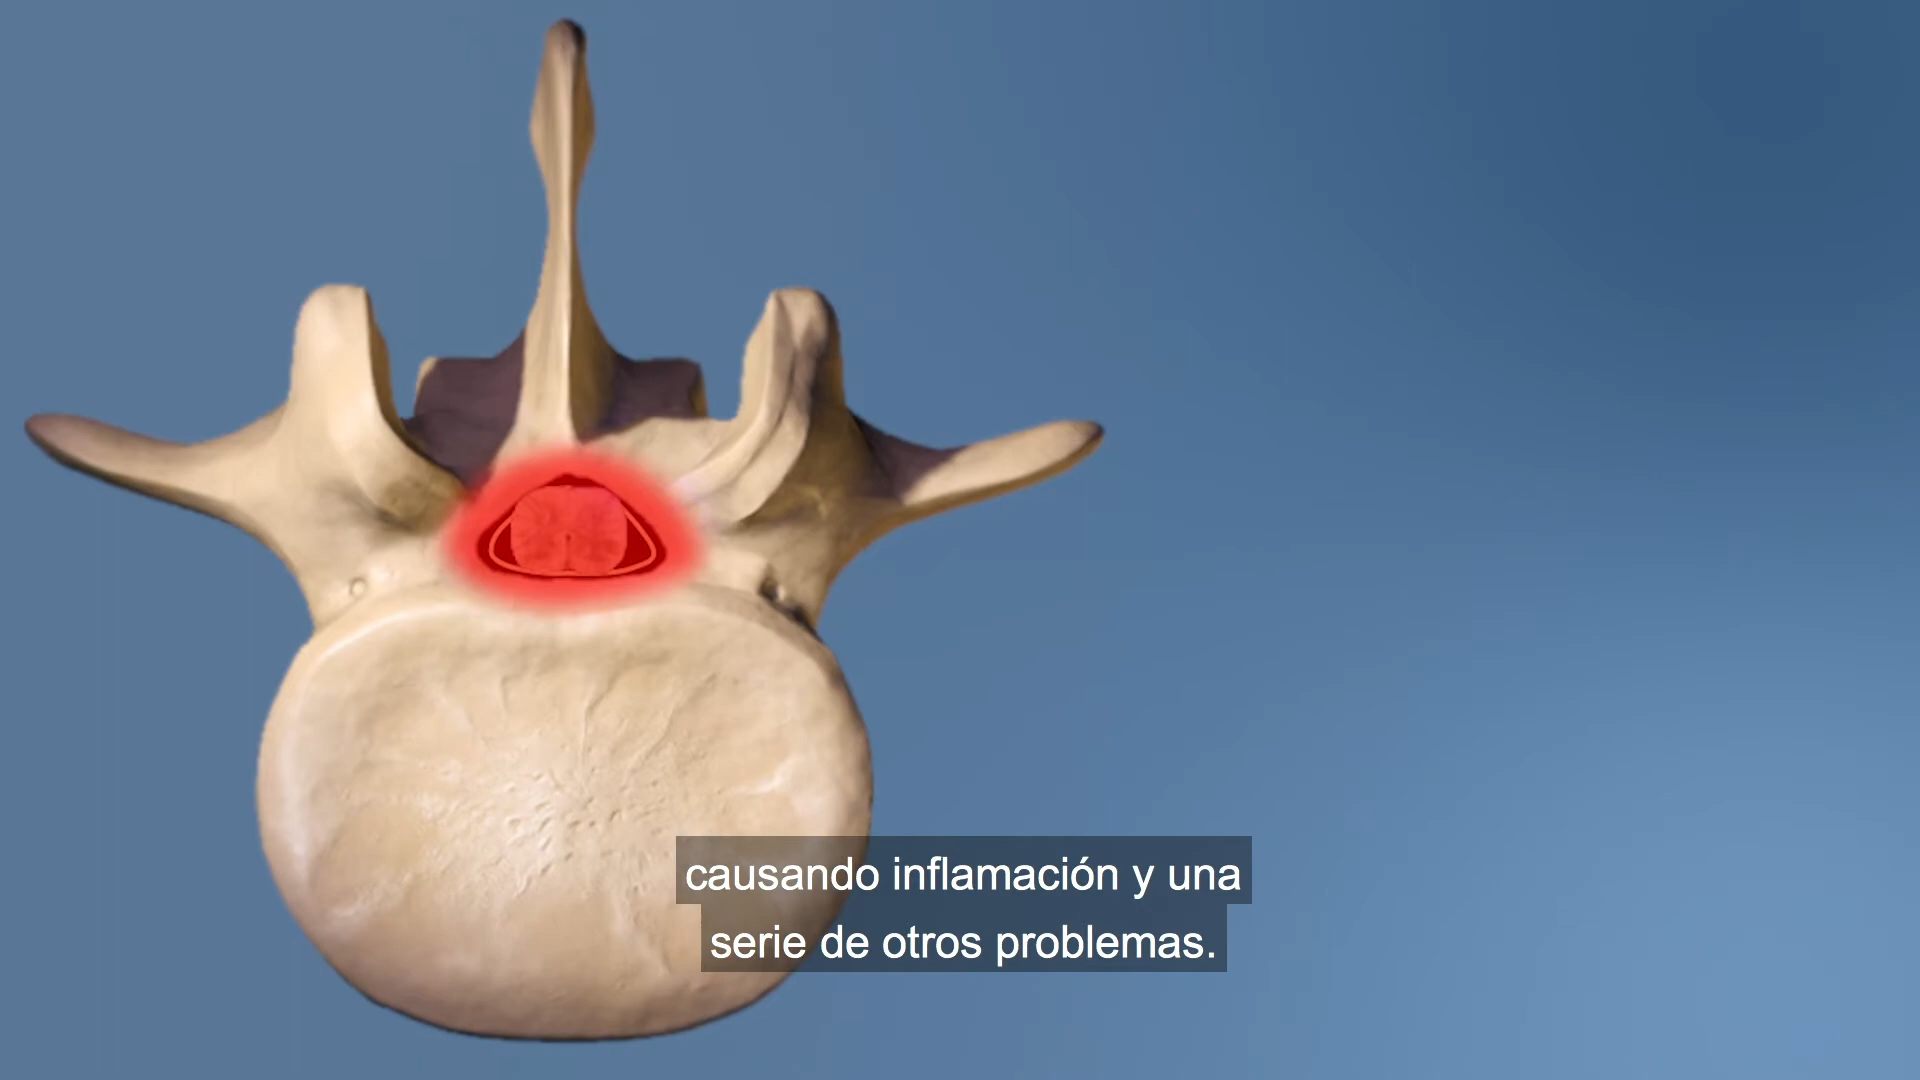 causando inflamación y una
serie de otros problemas.